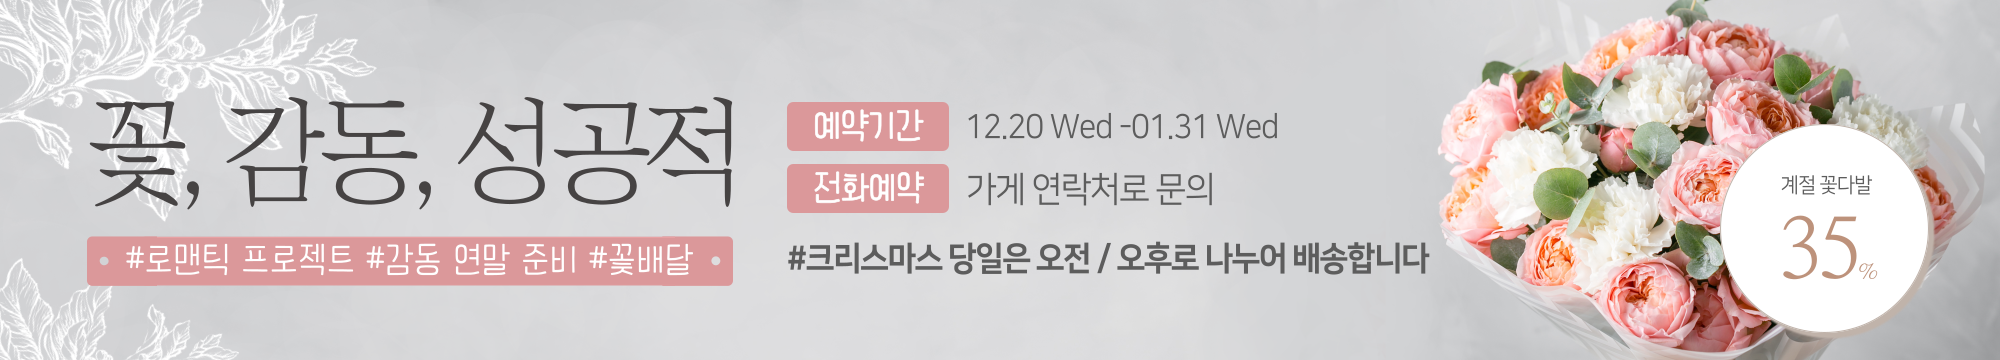 꽃, 감동, 성공적
#로맨틱 프로젝트 #감동 연말 준비 #꽃배달
예약기간 12.20 Wed -01.31 Wed
전화예약 가게 연락처로 문의
#크리스마스 당일은 오전 / 오후로 나누어 배송합니다
계절 꽃다발
35%